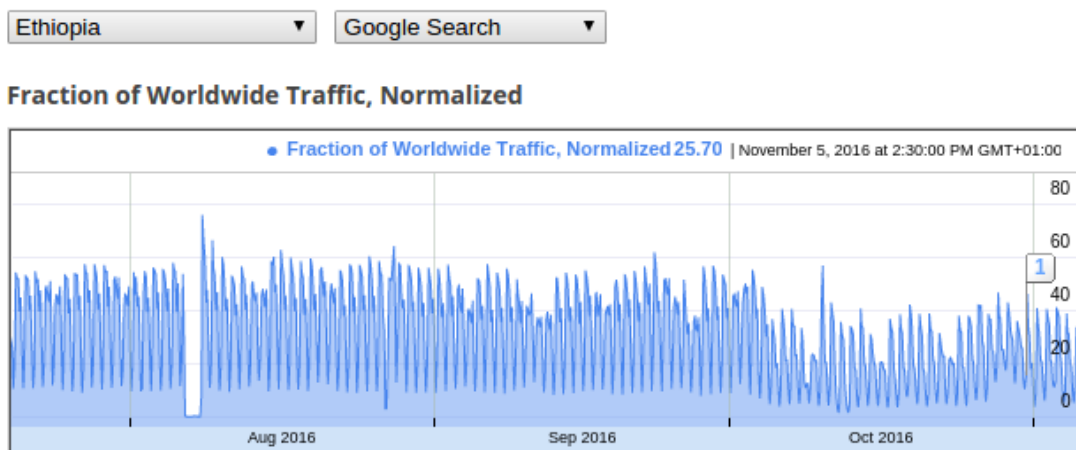 Ethiopia ▼ Google Search ▼
Fraction of Worldwide Traffic, Normalized
● Fraction of Worldwide Traffic, Normalized 25.70 | November 5, 2016 at 2:30:00 PM GMT+01:00
80
60
1
40
20
0
Aug 2016 Sep 2016 Oct 2016